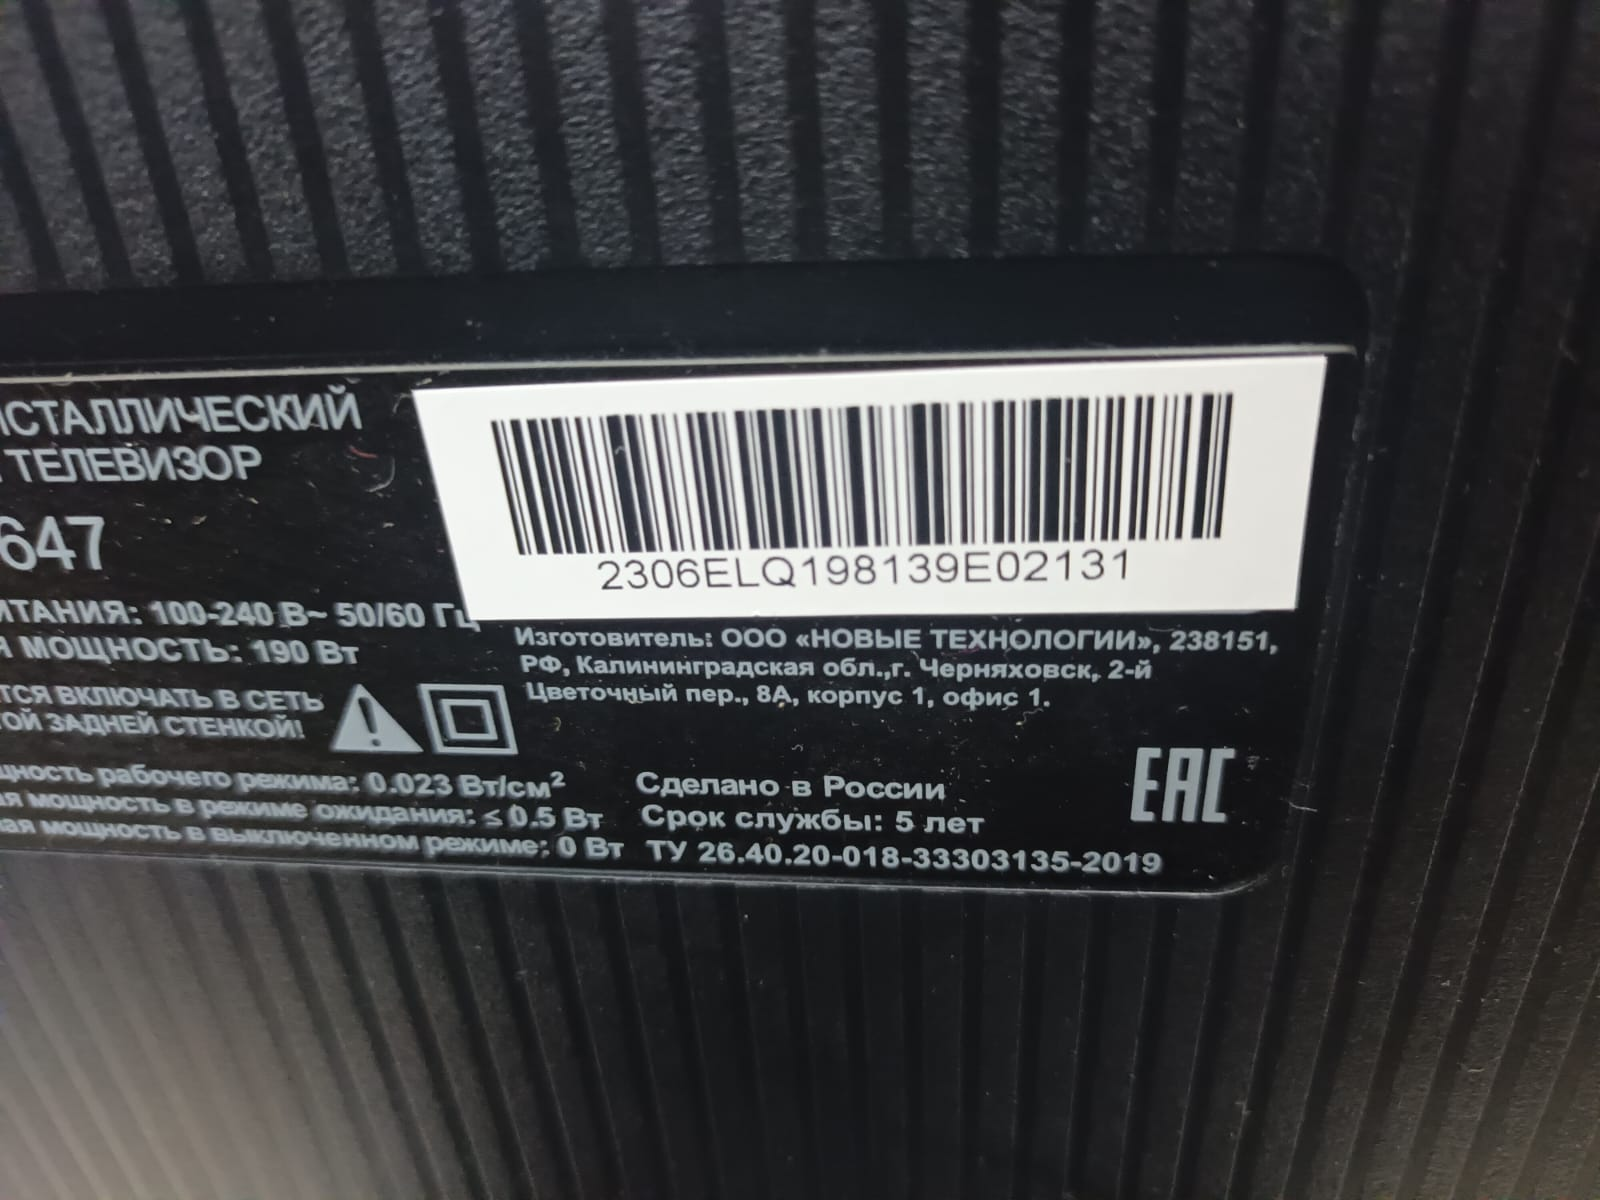 ИСТАЛЛИЧЕСКИЙ
ТЕЛЕВИЗОР
647
2306ELQ198139E02131
ИТАНИЯ: 100-240 В~ 50/60 Гц
Я МОЩНОСТЬ: 190 Вт
Изготовитель: ООО «НОВЫЕ ТЕХНОЛОГИИ», 238151,
РФ, Калининградская обл.,г. Черняховск, 2-й
Цветочный пер., 8А, корпус 1, офис 1.
ТСЯ ВКЛЮЧАТЬ В СЕТЬ
ТОЙ ЗАДНЕЙ СТЕНКОЙ!
щность рабочего режима: 0.023 Вт/см²
ая мощность в режиме ожидания: ≤ 0.5 Вт
ная мощность в выключенном режиме: 0 Вт
Сделано в России
Срок службы: 5 лет
ТУ 26.40.20-018-33303135-2019
EAC